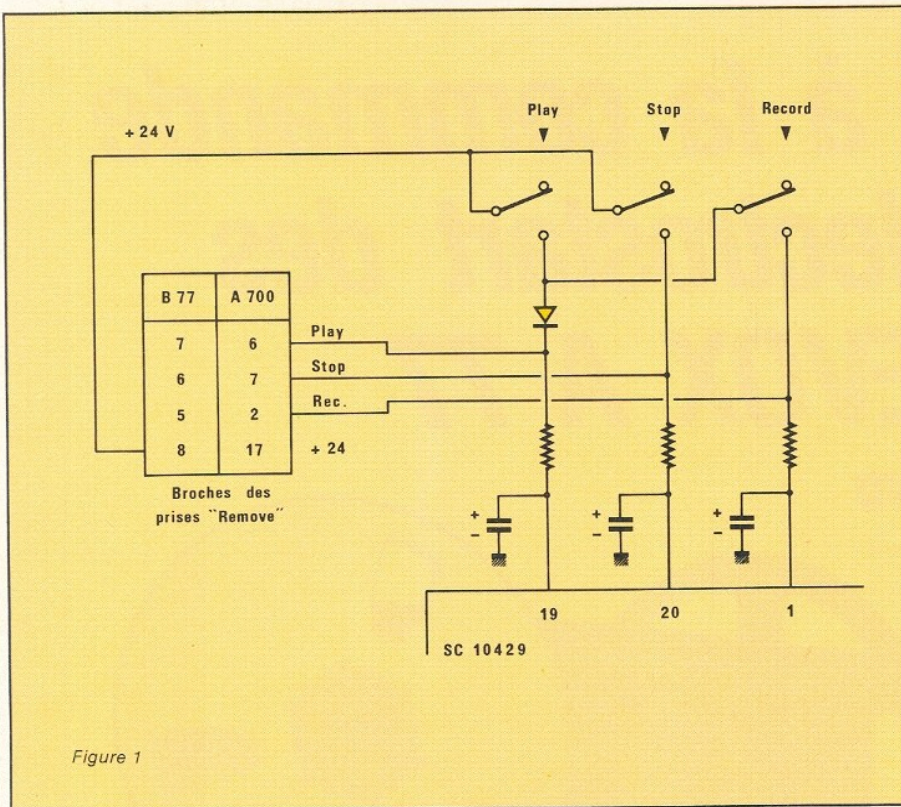 Play Stop Record
+ 24 V
B 77 A 700
7 6 Play
6 7 Stop
5 2 Rec.
8 17 + 24
Broches des
prises "Remove"
+ + +
− − −
19 20 1
SC 10429
Figure 1